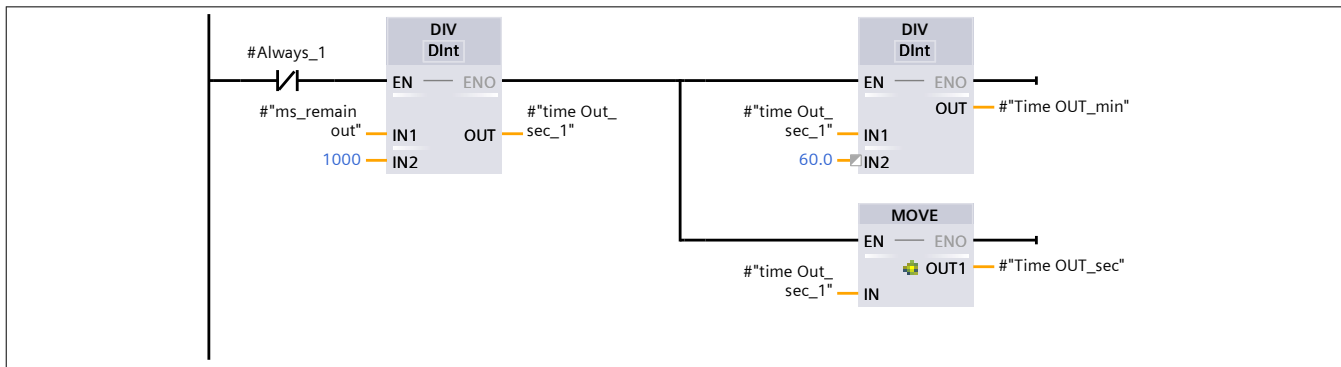 DIV
DInt
DIV
DInt
#Always_1
EN
ENO
EN
ENO
#"ms_remain
out"
IN1
OUT
#"time Out_
sec_1"
1000
IN2
OUT
#"Time OUT_min"
#"time Out_
sec_1"
IN1
60.0
IN2
MOVE
EN
ENO
OUT1
#"Time OUT_sec"
#"time Out_
sec_1"
IN